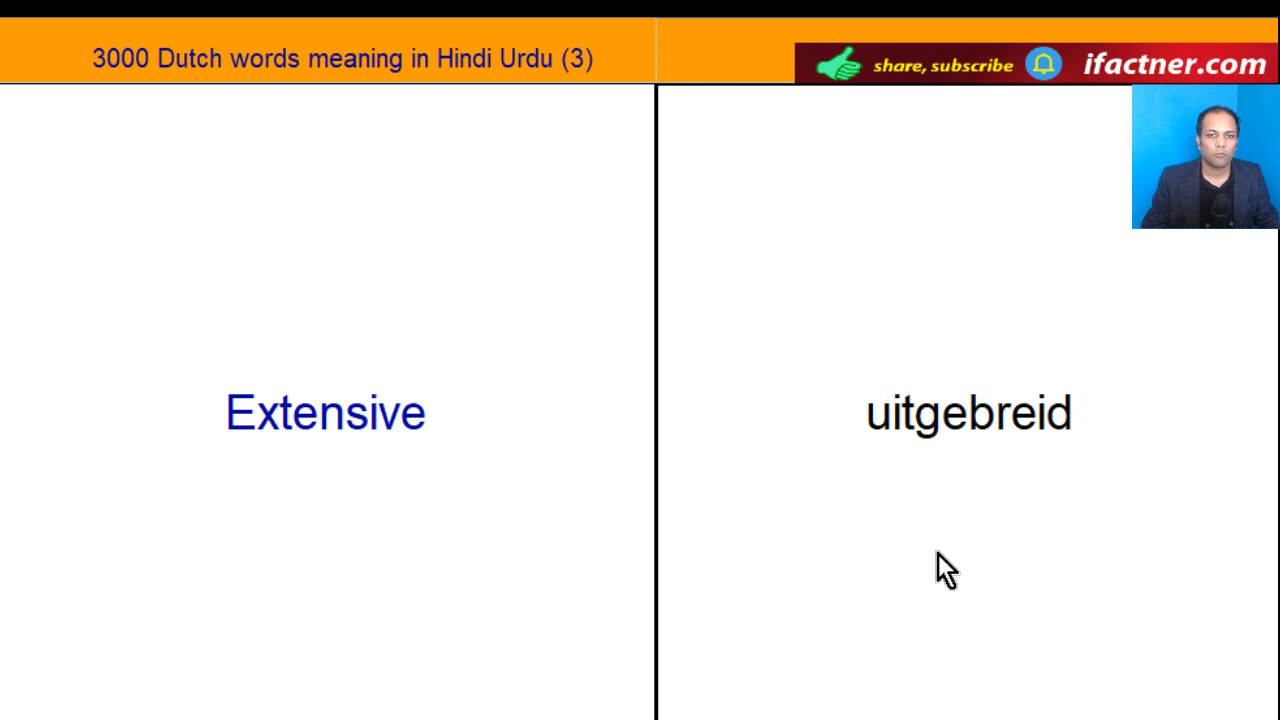 3000 Dutch words meaning in Hindi Urdu (3)
share, subscribe
ifactner.com
Extensive
uitgebreid